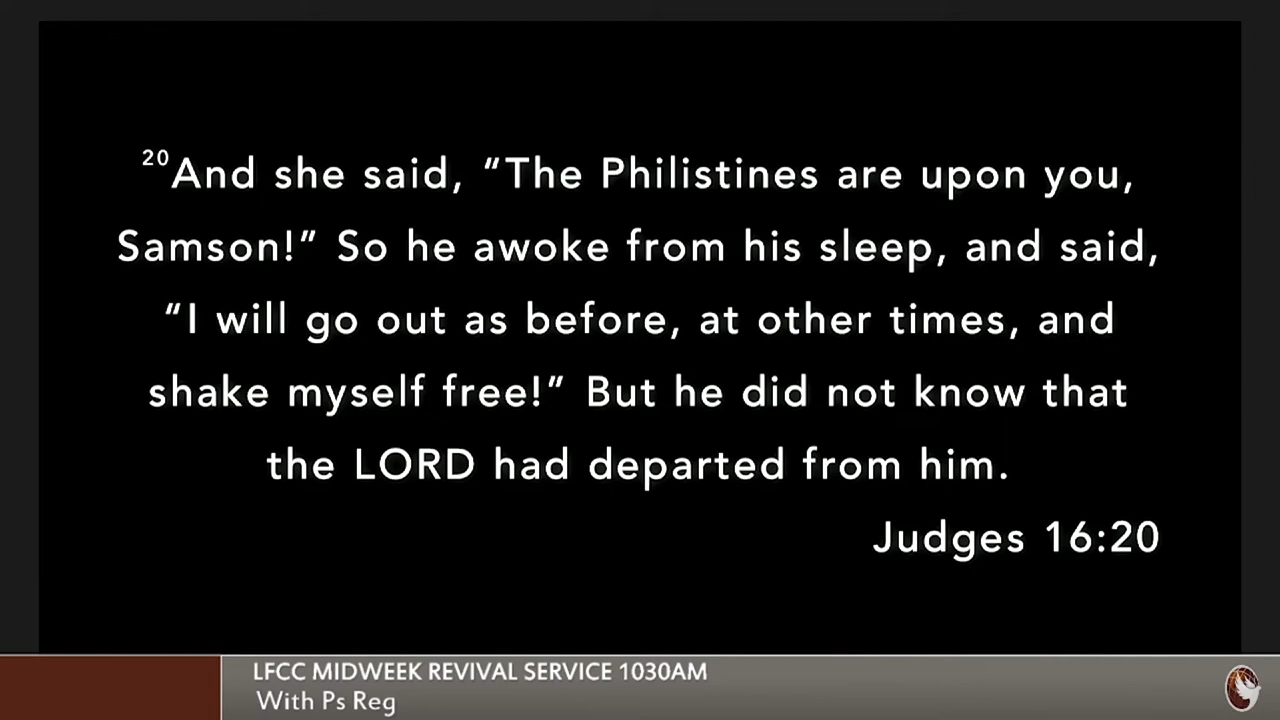 20And she said, “The Philistines are upon you,
Samson!” So he awoke from his sleep, and said,
“I will go out as before, at other times, and
shake myself free!” But he did not know that
the LORD had departed from him.
Judges 16:20
LFCC MIDWEEK REVIVAL SERVICE 1030AM
With Ps Reg